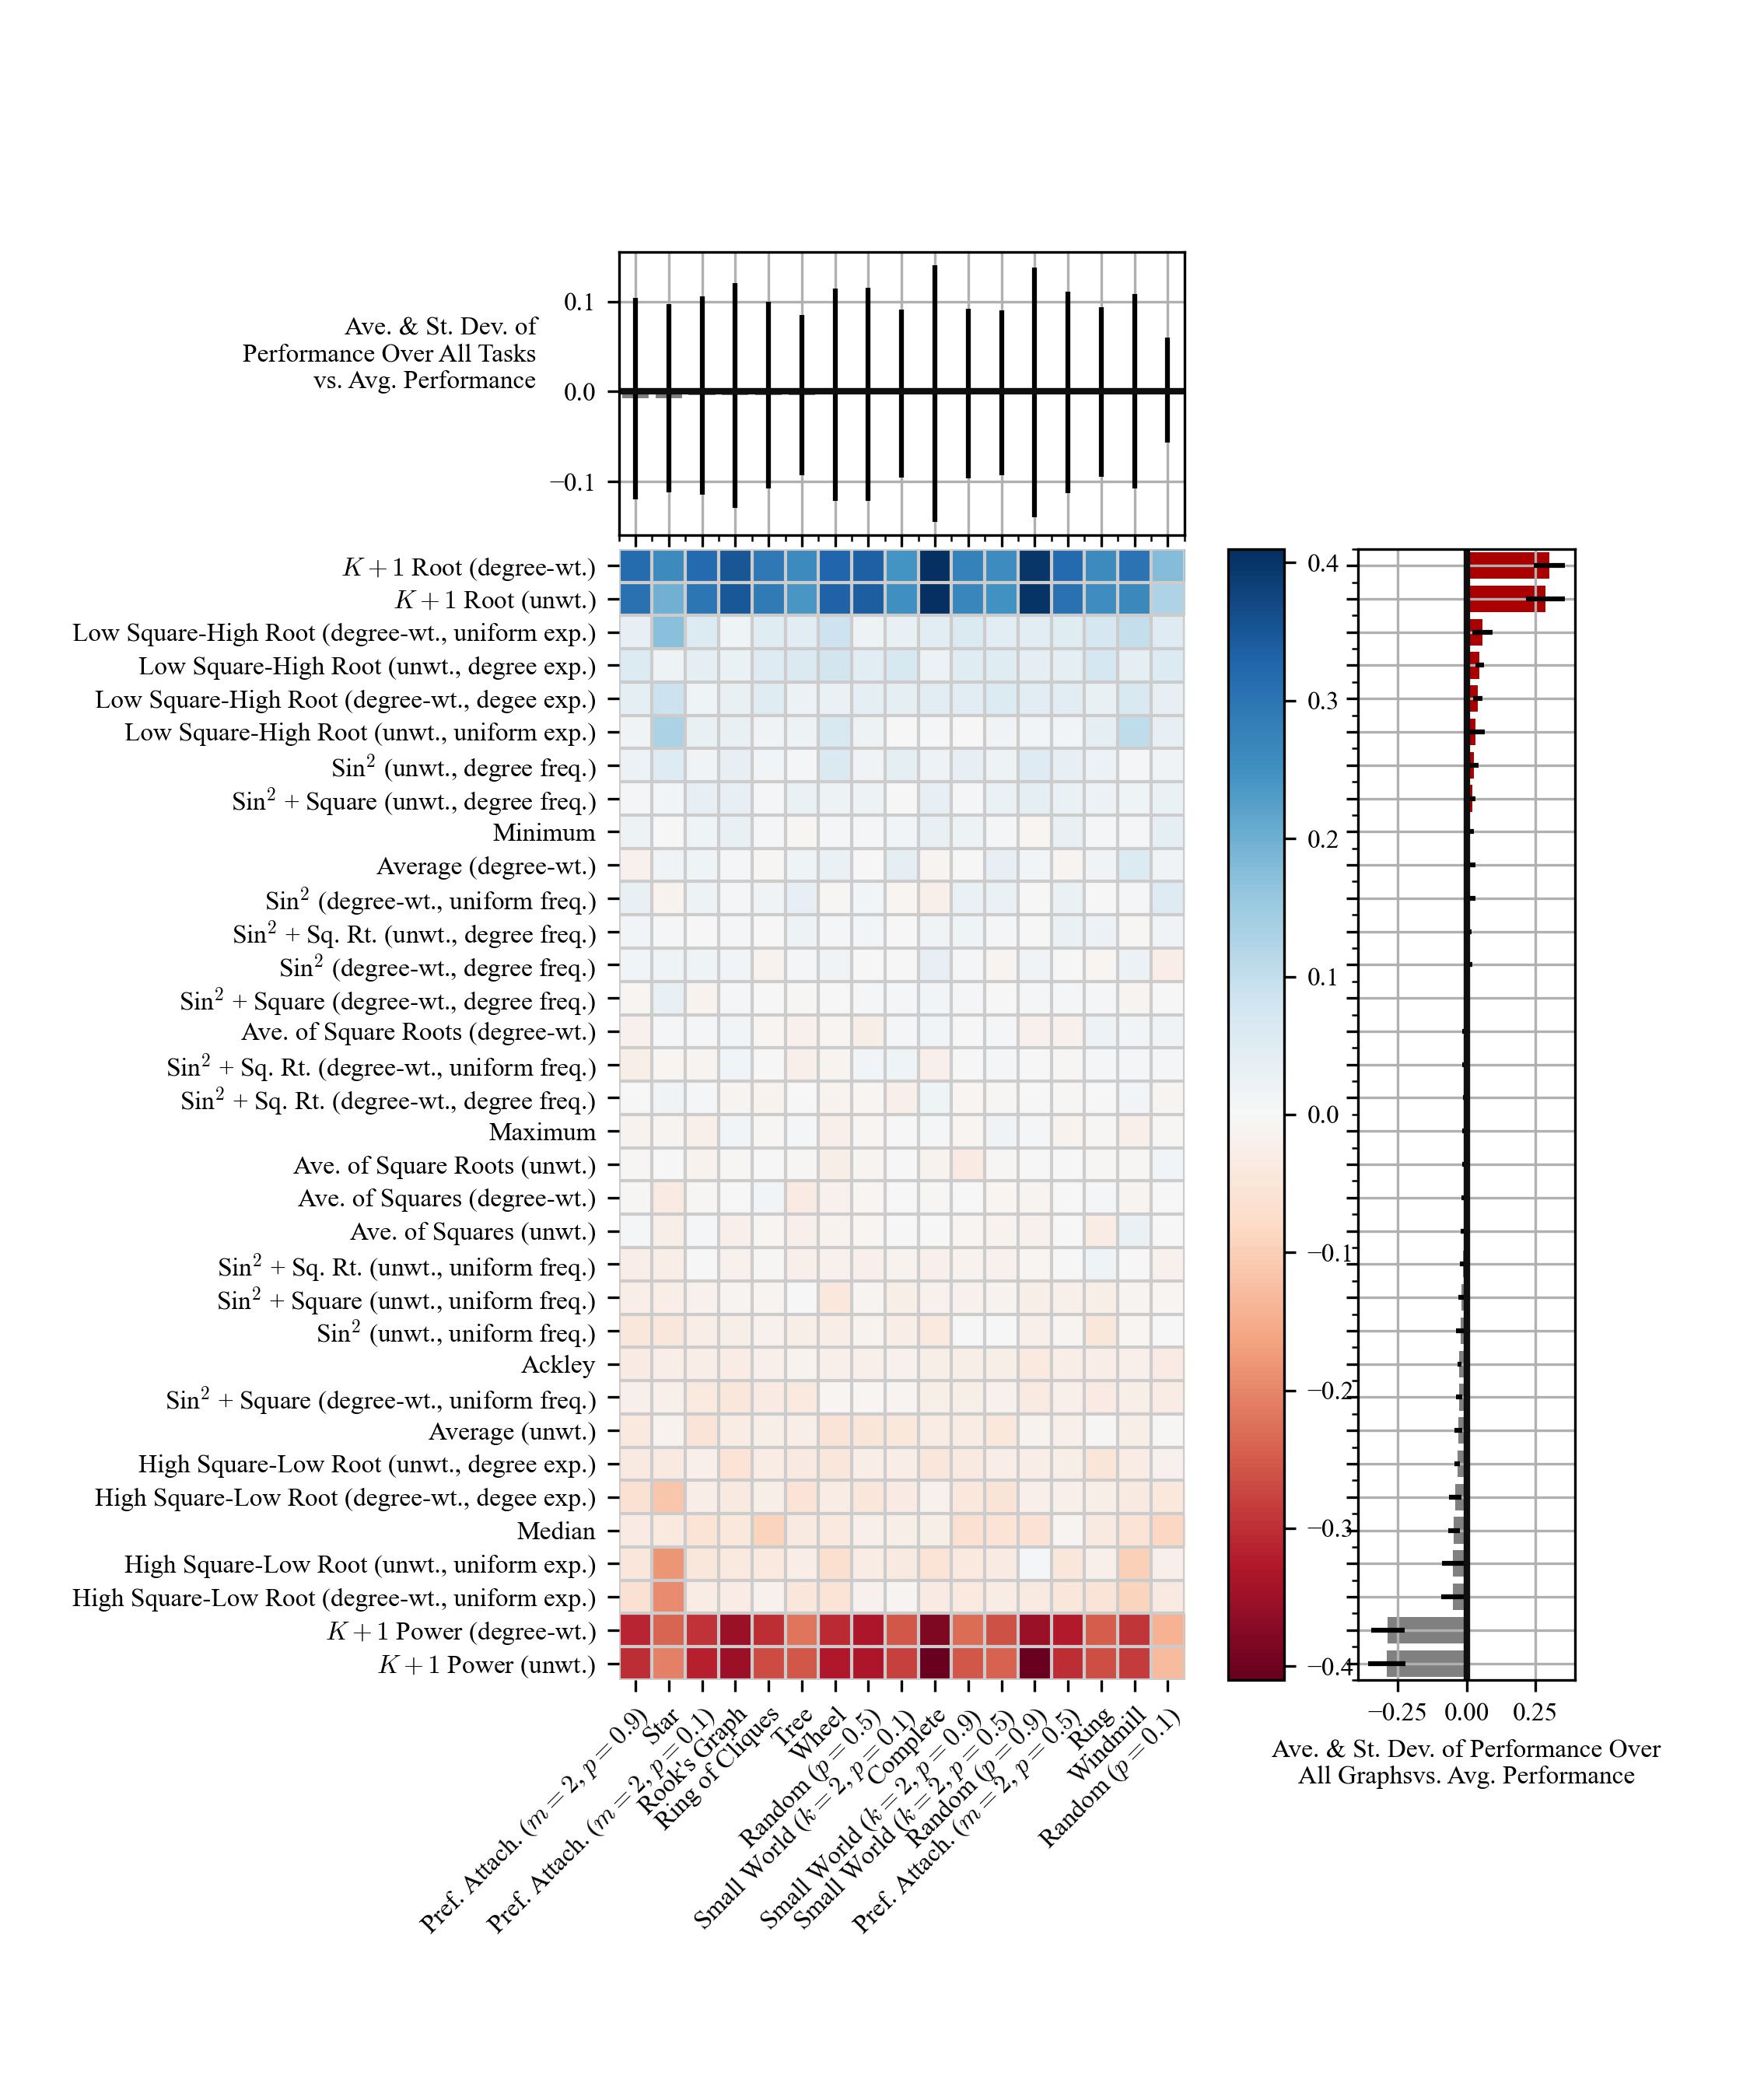 Ave. & St. Dev. of
Performance Over All Tasks
vs. Avg. Performance
0.1
0.0
−0.1
K + 1 Root (degree-wt.)
K + 1 Root (unwt.)
Low Square-High Root (degree-wt., uniform exp.)
Low Square-High Root (unwt., degree exp.)
Low Square-High Root (degree-wt., degee exp.)
Low Square-High Root (unwt., uniform exp.)
Sin² (unwt., degree freq.)
Sin² + Square (unwt., degree freq.)
Minimum
Average (degree-wt.)
Sin² (degree-wt., uniform freq.)
Sin² + Sq. Rt. (unwt., degree freq.)
Sin² (degree-wt., degree freq.)
Sin² + Square (degree-wt., degree freq.)
Ave. of Square Roots (degree-wt.)
Sin² + Sq. Rt. (degree-wt., uniform freq.)
Sin² + Sq. Rt. (degree-wt., degree freq.)
Maximum
Ave. of Square Roots (unwt.)
Ave. of Squares (degree-wt.)
Ave. of Squares (unwt.)
Sin² + Sq. Rt. (unwt., uniform freq.)
Sin² + Square (unwt., uniform freq.)
Sin² (unwt., uniform freq.)
Ackley
Sin² + Square (degree-wt., uniform freq.)
Average (unwt.)
High Square-Low Root (unwt., degree exp.)
High Square-Low Root (degree-wt., degee exp.)
Median
High Square-Low Root (unwt., uniform exp.)
High Square-Low Root (degree-wt., uniform exp.)
K + 1 Power (degree-wt.)
K + 1 Power (unwt.)
Pref. Attach. (m = 2, p = 0.9)
Star
Pref. Attach. (m = 2, p = 0.1)
Rook's Graph
Ring of Cliques
Tree
Wheel
Random (p = 0.5)
Small World (k = 2, p = 0.1)
Complete
Small World (k = 2, p = 0.9)
Small World (k = 2, p = 0.5)
Random (p = 0.9)
Pref. Attach. (m = 2, p = 0.5)
Ring
Windmill
Random (p = 0.1)
0.4
0.3
0.2
0.1
0.0
−0.1
−0.2
−0.3
−0.4
−0.25 0.00 0.25
Ave. & St. Dev. of Performance Over
All Graphsvs. Avg. Performance